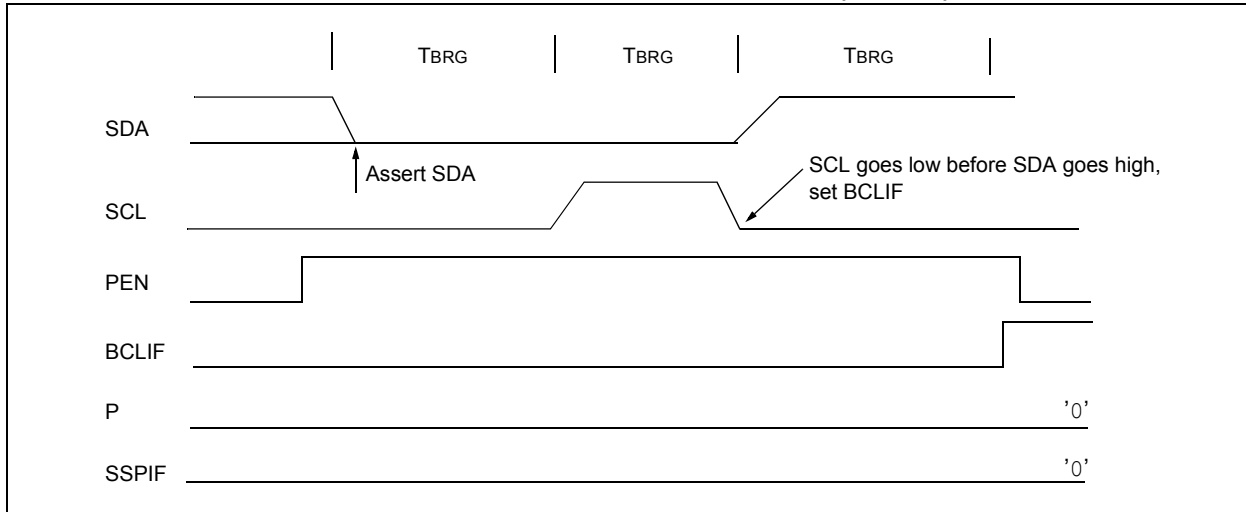 TBRG TBRG TBRG
SDA
Assert SDA
SCL goes low before SDA goes high,
set BCLIF
SCL
PEN
BCLIF
P '0'
SSPIF '0'